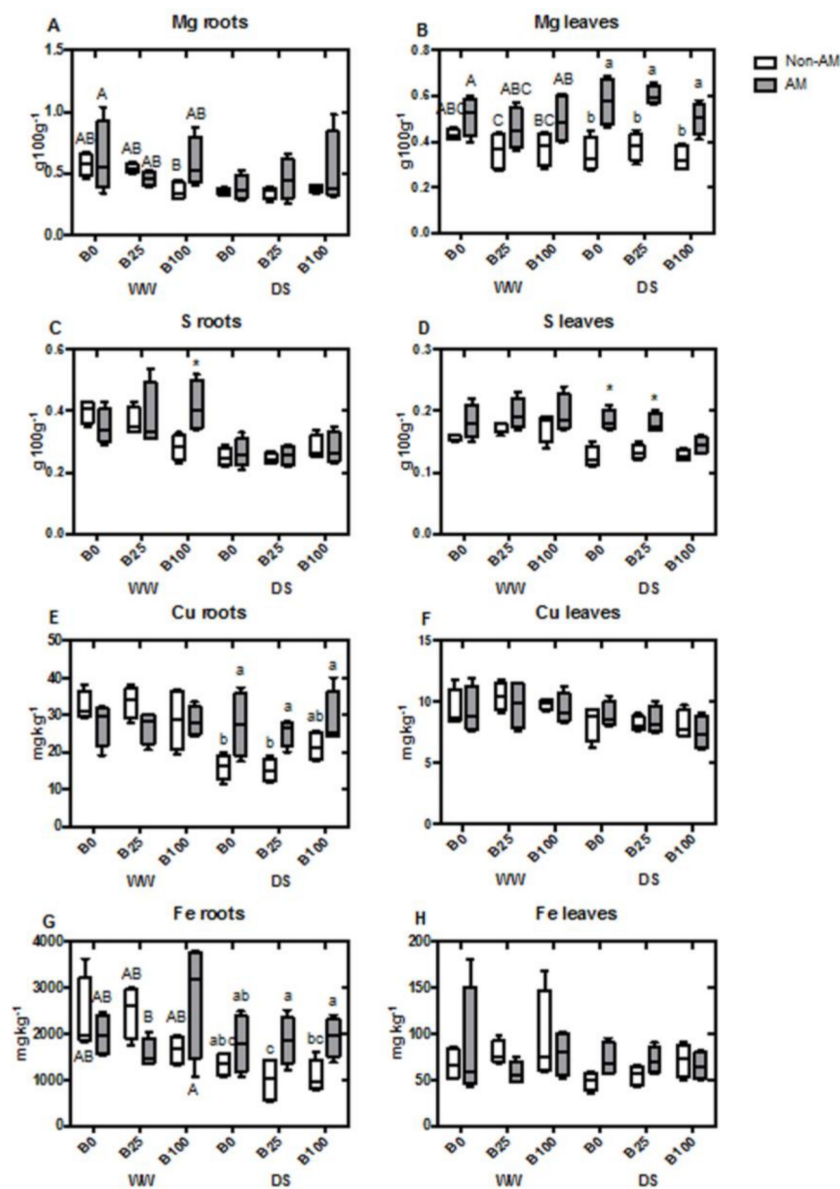 A Mg roots
1.5
1.0
0.5
0.0
g100g-1
A
AB
AB
AB
B
AB
B0 B25 B100 B0 B25 B100
WW DS
B Mg leaves
0.8
0.6
0.4
0.2
0.0
g100g-1
ABC
A
C
ABC
BC
AB
b
a
b
a
b
a
B0 B25 B100 B0 B25 B100
WW DS
Non-AM
AM
C S roots
0.6
0.4
0.2
0.0
g100g-1
*
B0 B25 B100 B0 B25 B100
WW DS
D S leaves
0.3
0.2
0.1
0.0
g100g-1
* *
B0 B25 B100 B0 B25 B100
WW DS
E Cu roots
50
40
30
20
10
0
mgkg-1
b
a
b
a
ab
a
B0 B25 B100 B0 B25 B100
WW DS
F Cu leaves
15
10
5
0
mgkg-1
B0 B25 B100 B0 B25 B100
WW DS
G Fe roots
4000
3000
2000
1000
0
mgkg-1
AB
AB
AB
B
AB
A
abc
ab
c
a
bc
a
B0 B25 B100 B0 B25 B100
WW DS
H Fe leaves
200
150
100
50
0
mgkg-1
B0 B25 B100 B0 B25 B100
WW DS